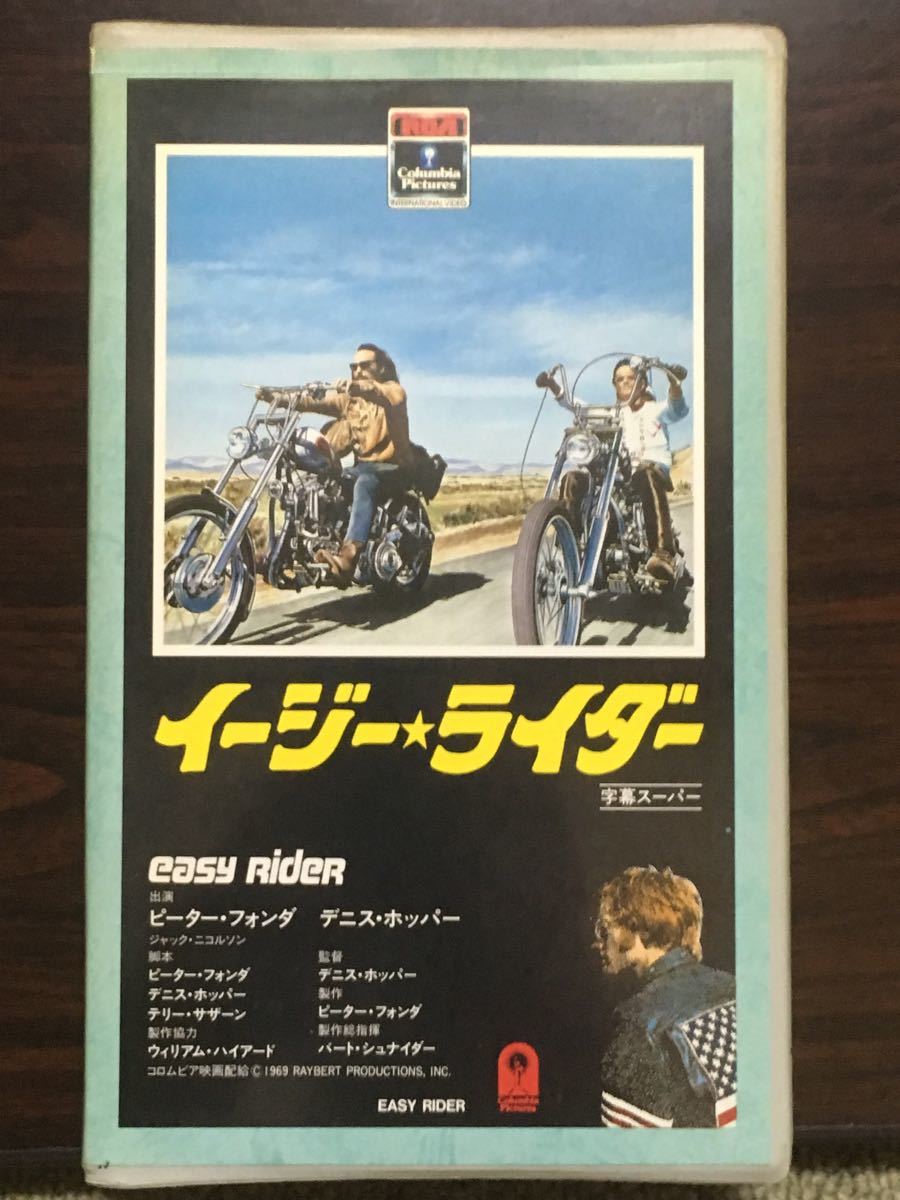 RCA
Columbia
Pictures
INTERNATIONAL VIDEO
イージー★ライダー
字幕スーパー
easy RideR
出演
ピーター・フォンダ デニス・ホッパー
ジャック・ニコルソン
脚本 監督
ピーター・フォンダ デニス・ホッパー
デニス・ホッパー 製作
テリー・サザーン ピーター・フォンダ
製作協力 製作総指揮
ウィリアム・ハイアード バート・シュナイダー
コロムビア映画配給© 1969 RAYBERT PRODUCTIONS, INC.
EASY RIDER
Columbia
Pictures